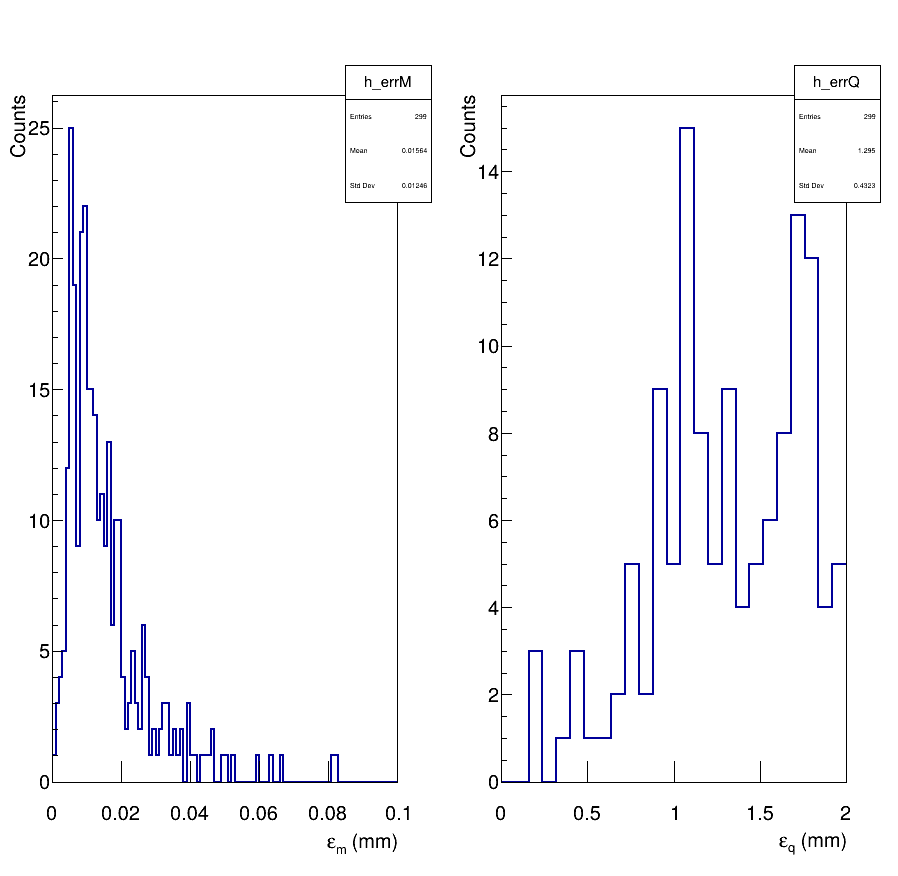 h_errM
Entries 299
Mean 0.01564
Std Dev 0.01246
Counts
25
20
15
10
5
0
0 0.02 0.04 0.06 0.08 0.1
εm (mm)
h_errQ
Entries 299
Mean 1.295
Std Dev 0.4323
Counts
14
12
10
8
6
4
2
0
0 0.5 1 1.5 2
εq (mm)